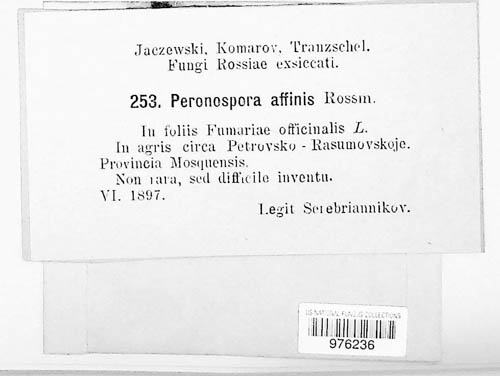 Jaczewski, Komarov, Tranzschel.
Fungi Rossiae exsiccati.
253. Peronospora affinis Rossm.
In foliis Fumariae officinalis L.
In agris circa Petrovsko-Rasumovskoje.
Provincia Mosquensis.
Non rara, sed difficile inventu.
VI. 1897.
Legit Serebriannikov.
US NATIONAL FUNGUS COLLECTIONS
976236